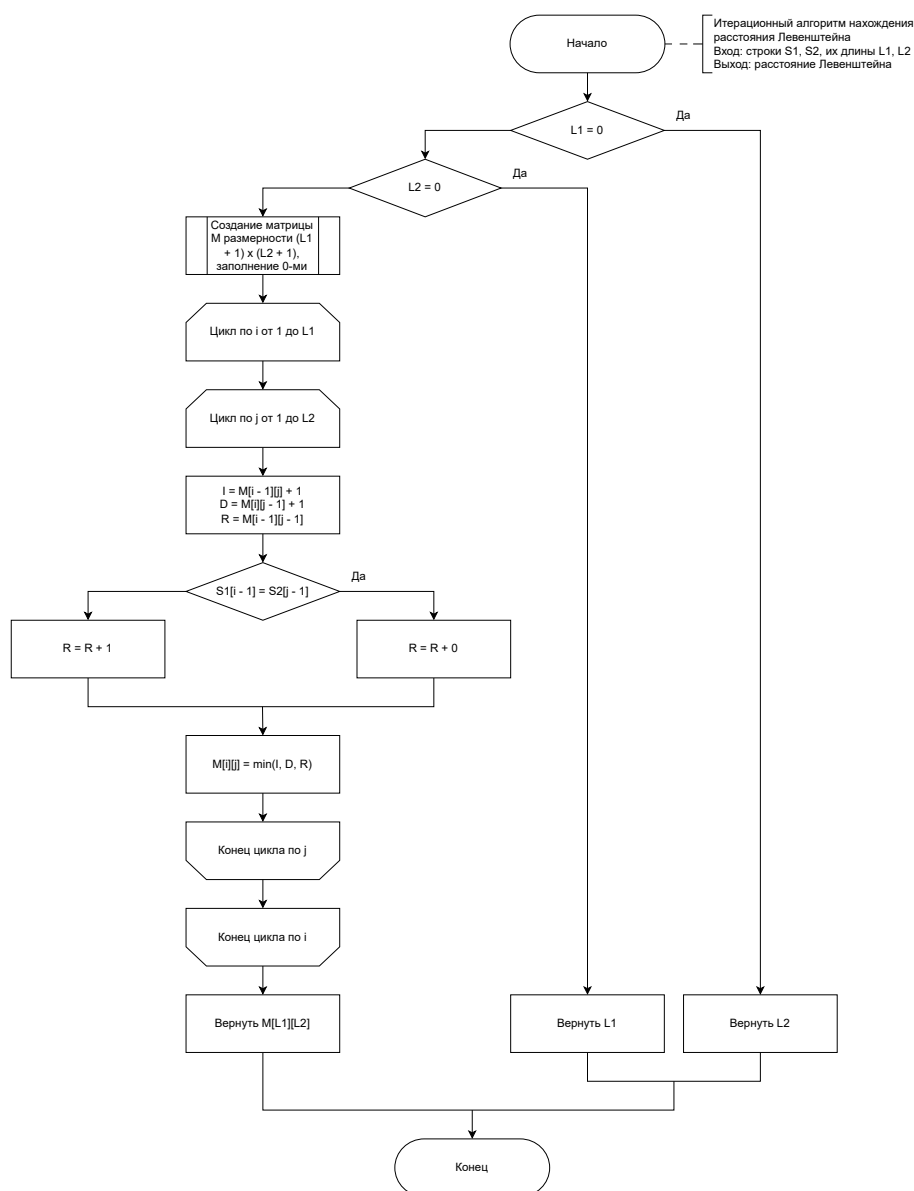 Начало
Итерационный алгоритм нахождения
расстояния Левенштейна
Вход: строки S1, S2, их длины L1, L2
Выход: расстояние Левенштейна
L1 = 0
Да
L2 = 0
Да
Создание матрицы
M размерности (L1
+ 1) x (L2 + 1),
заполнение 0-ми
Цикл по i от 1 до L1
Цикл по j от 1 до L2
I = M[i - 1][j] + 1
D = M[i][j - 1] + 1
R = M[i - 1][j - 1]
S1[i - 1] = S2[j - 1]
Да
R = R + 1
R = R + 0
M[i][j] = min(I, D, R)
Конец цикла по j
Конец цикла по i
Вернуть M[L1][L2]
Вернуть L1
Вернуть L2
Конец